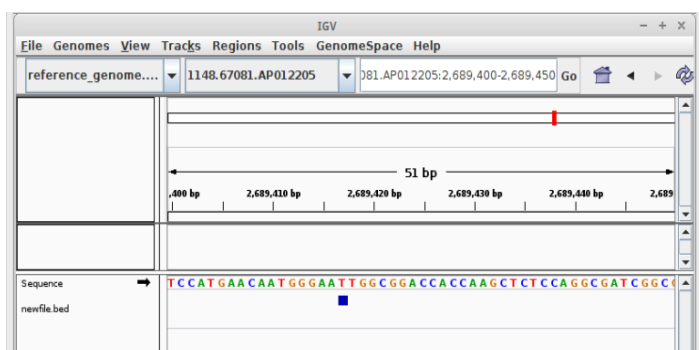 IGV
File Genomes View Tracks Regions Tools GenomeSpace Help
reference_genome.... 1148.67081.AP012205 )81.AP012205:2,689,400-2,689,450 Go
51 bp
,400 bp 2,689,410 bp 2,689,420 bp 2,689,430 bp 2,689,440 bp 2,689
Sequence TCCATGAACAATGGGAATTGGCGGACCACCAAGCTCTCCAGGCGATCGGC
newfile.bed